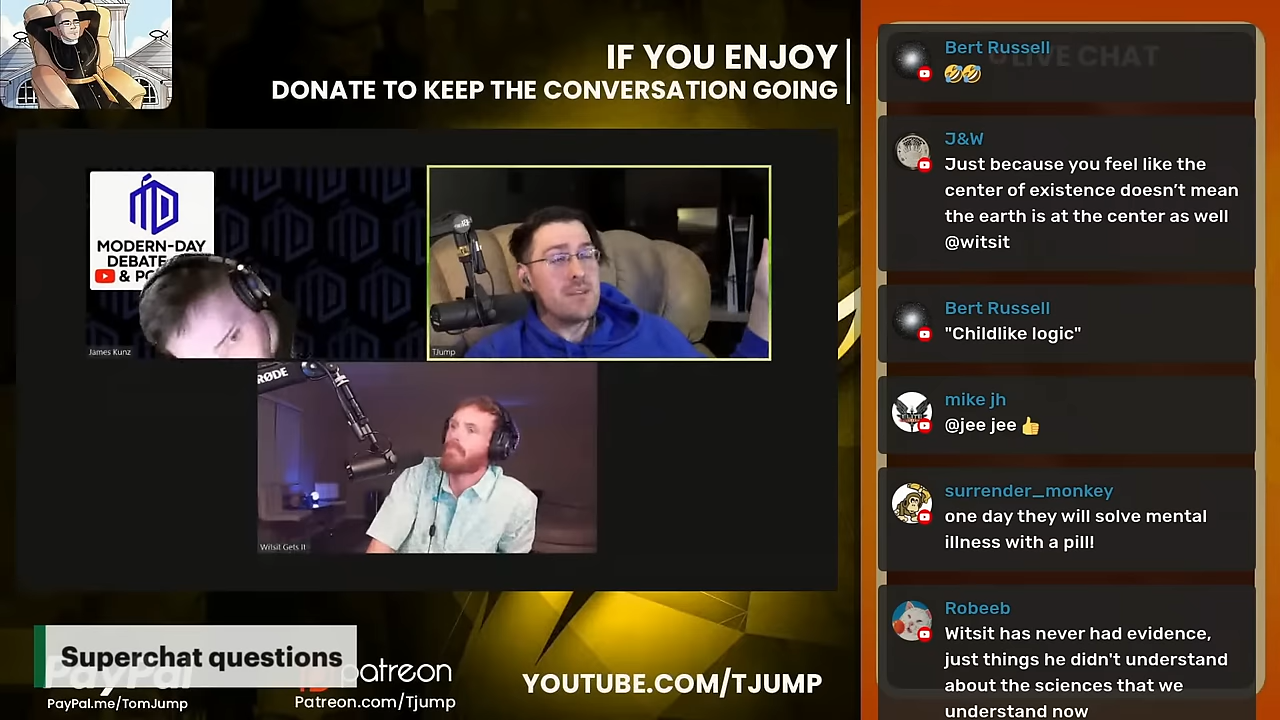 IF YOU ENJOY
DONATE TO KEEP THE CONVERSATION GOING
MODERN-DAY
DEBATE
& PO
James Kunz
TJump
RØDE
Witsit Gets It
Superchat questions
PayPal
patreon
PayPal.me/TomJump
Patreon.com/Tjump
YOUTUBE.COM/TJUMP
LIVE CHAT
Bert Russell
🤣🤣
J&W
Just because you feel like the
center of existence doesn’t mean
the earth is at the center as well
@witsit
Bert Russell
"Childlike logic"
mike jh
@jee jee 👍
surrender_monkey
one day they will solve mental
illness with a pill!
Robeeb
Witsit has never had evidence,
just things he didn't understand
about the sciences that we
understand now